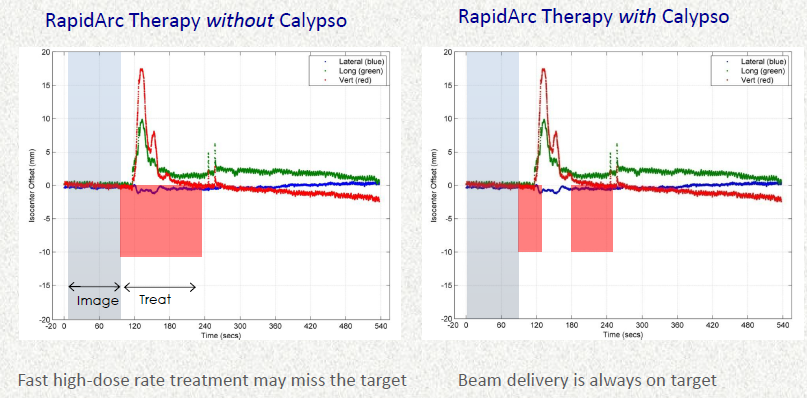 RapidArc Therapy without Calypso
RapidArc Therapy with Calypso
20
15
10
5
0
-5
-10
-15
-20
Isocenter Offset (mm)
Lateral (blue)
Long (green)
Vert (red)
Image
Treat
-20 0 60 120 180 240 300 360 420 480 540
Time (secs)
20
15
10
5
0
-5
-10
-15
-20
Isocenter Offset (mm)
Lateral (blue)
Long (green)
Vert (red)
-20 0 60 120 180 240 300 360 420 480 540
Time (secs)
Fast high-dose rate treatment may miss the target
Beam delivery is always on target